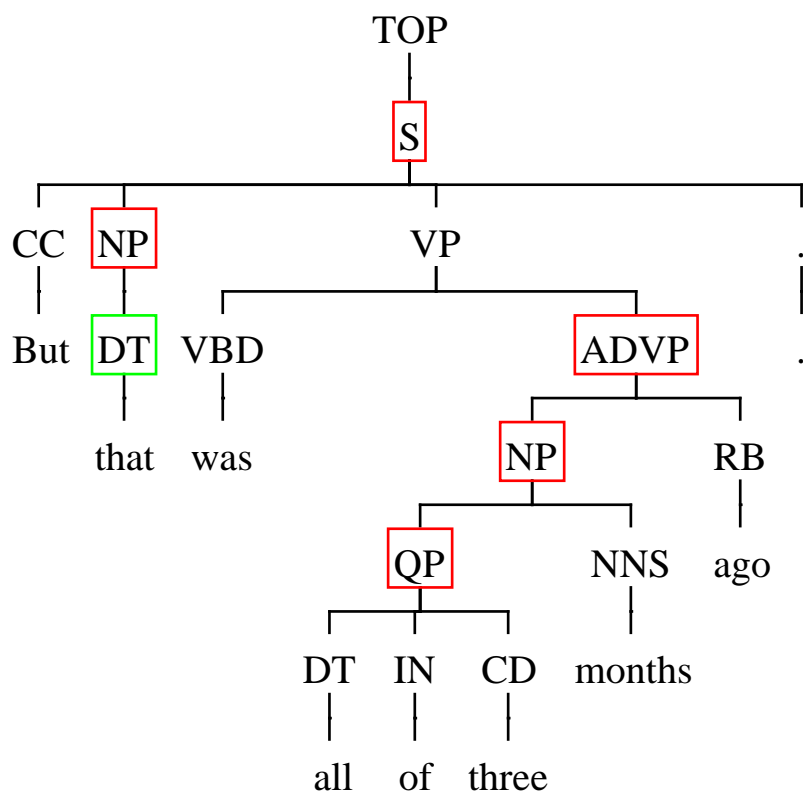 TOP
S
CC NP VP .
But DT VBD ADVP .
that was NP RB
QP NNS ago
DT IN CD months
all of three